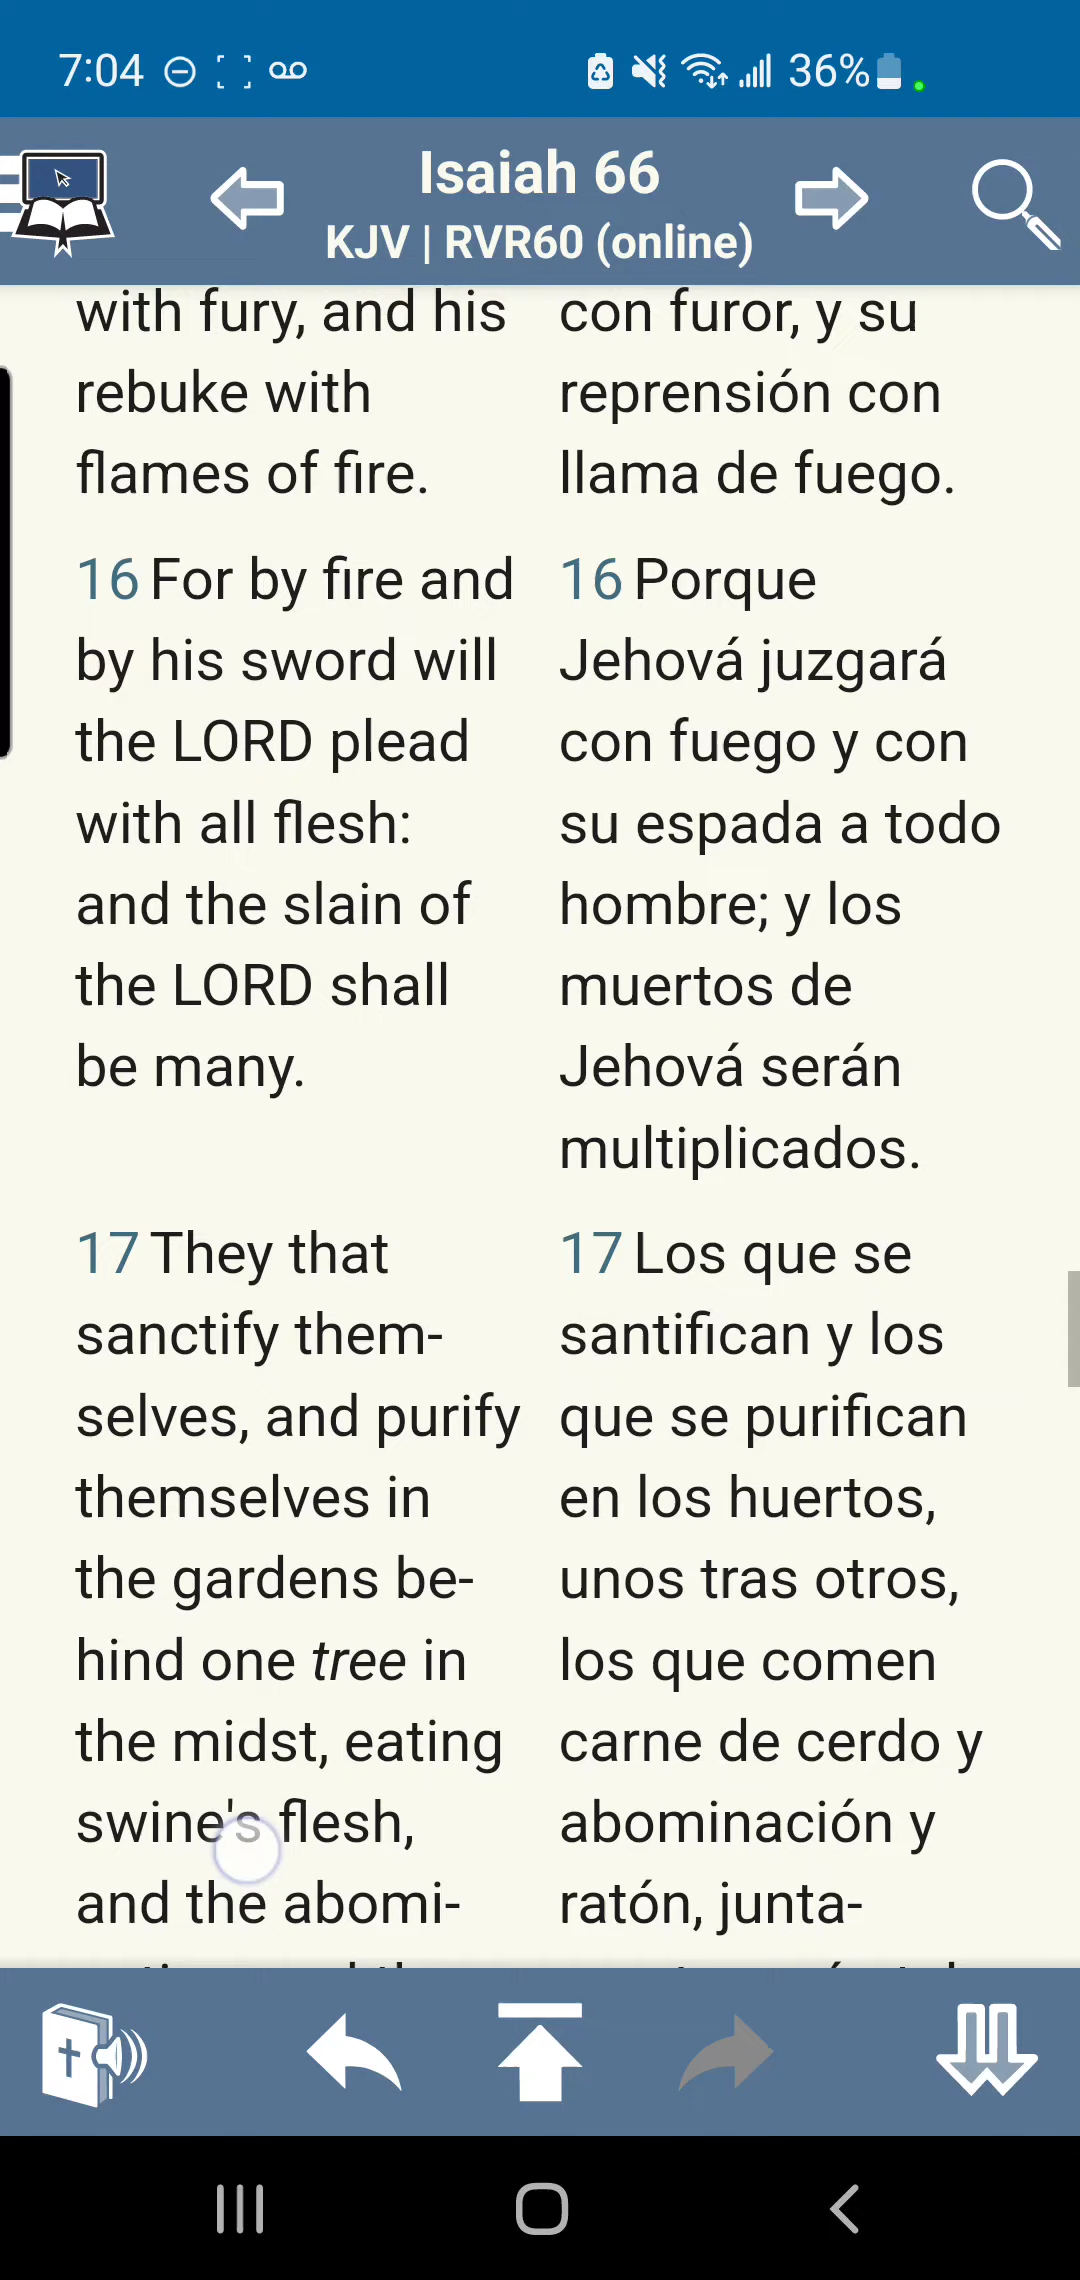 7:04
36%
Isaiah 66
KJV | RVR60 (online)
with fury, and his
rebuke with
flames of fire.
16 For by fire and
by his sword will
the LORD plead
with all flesh:
and the slain of
the LORD shall
be many.
17 They that
sanctify them-
selves, and purify
themselves in
the gardens be-
hind one tree in
the midst, eating
swine's flesh,
and the abomi-
con furor, y su
reprensión con
llama de fuego.
16 Porque
Jehová juzgará
con fuego y con
su espada a todo
hombre; y los
muertos de
Jehová serán
multiplicados.
17 Los que se
santifican y los
que se purifican
en los huertos,
unos tras otros,
los que comen
carne de cerdo y
abominación y
ratón, junta-